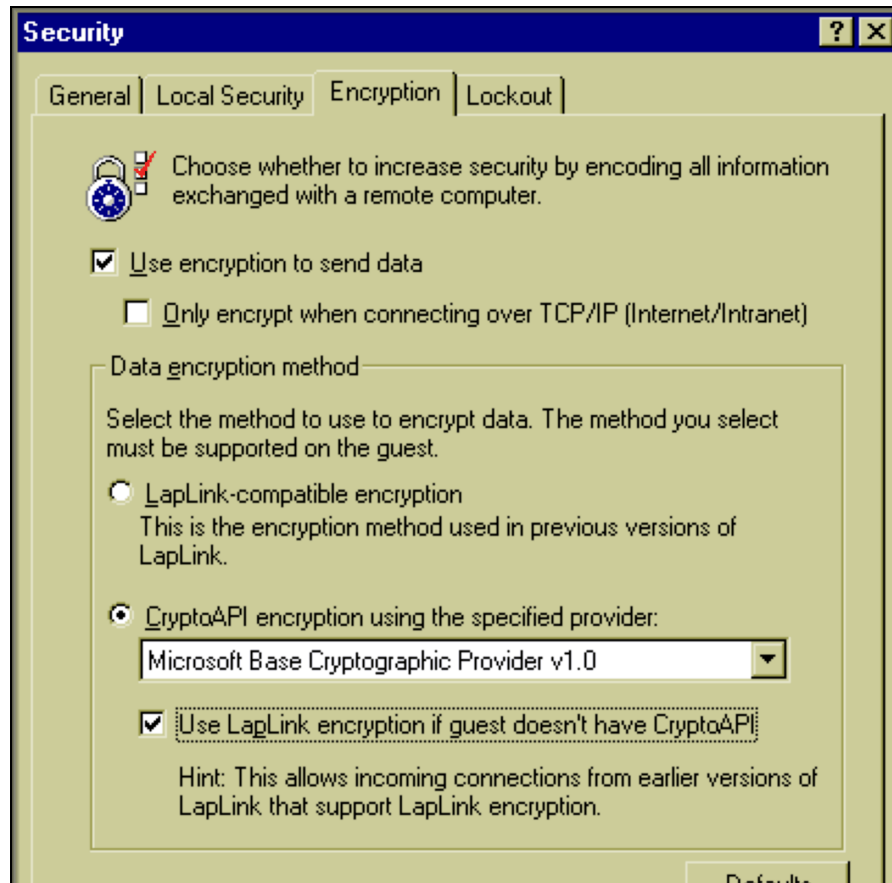 Security
General Local Security Encryption Lockout
Choose whether to increase security by encoding all information
exchanged with a remote computer.
Use encryption to send data
Only encrypt when connecting over TCP/IP (Internet/Intranet)
Data encryption method
Select the method to use to encrypt data. The method you select
must be supported on the guest.
LapLink-compatible encryption
This is the encryption method used in previous versions of
LapLink.
CryptoAPI encryption using the specified provider:
Microsoft Base Cryptographic Provider v1.0
Use LapLink encryption if guest doesn't have CryptoAPI
Hint: This allows incoming connections from earlier versions of
LapLink that support LapLink encryption.
Defaults